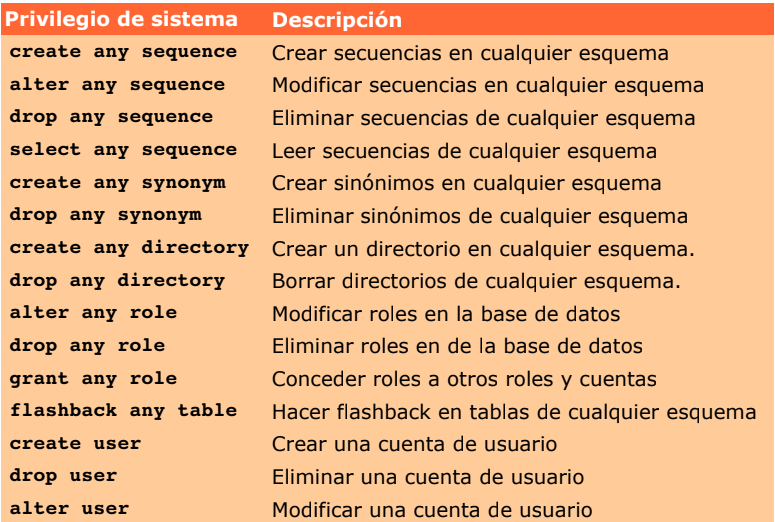 Privilegio de sistema Descripción
create any sequence Crear secuencias en cualquier esquema
alter any sequence Modificar secuencias en cualquier esquema
drop any sequence Eliminar secuencias de cualquier esquema
select any sequence Leer secuencias de cualquier esquema
create any synonym Crear sinónimos en cualquier esquema
drop any synonym Eliminar sinónimos de cualquier esquema
create any directory Crear un directorio en cualquier esquema.
drop any directory Borrar directorios de cualquier esquema.
alter any role Modificar roles en la base de datos
drop any role Eliminar roles en de la base de datos
grant any role Conceder roles a otros roles y cuentas
flashback any table Hacer flashback en tablas de cualquier esquema
create user Crear una cuenta de usuario
drop user Eliminar una cuenta de usuario
alter user Modificar una cuenta de usuario